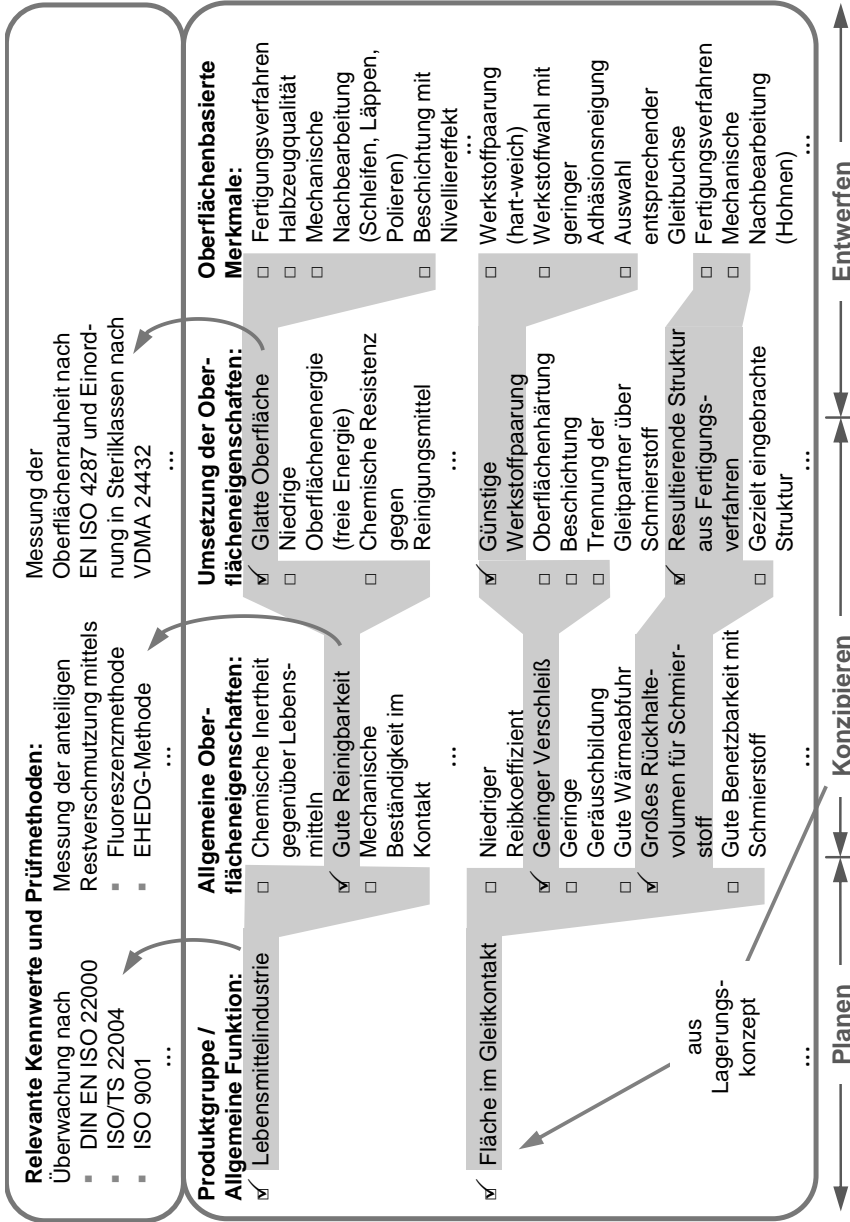 Relevante Kennwerte und Prüfmethoden:
Überwachung nach
▪ DIN EN ISO 22000
▪ ISO/TS 22004
▪ ISO 9001
...
Messung der anteiligen
Restverschmutzung mittels
▪ Fluoreszenzmethode
▪ EHEDG-Methode
...
Messung der
Oberflächenrauheit nach
EN ISO 4287 und Einord-
nung in Sterilklassen nach
VDMA 24432
...
Produktgruppe /
Allgemeine Funktion:
☑ Lebensmittelindustrie
☑ Fläche im Gleitkontakt
aus
Lagerungs-
konzept
...
Allgemeine Ober-
flächeneigenschaften:
□ Chemische Inertheit
gegenüber Lebens-
mitteln
☑ Gute Reinigbarkeit
□ Mechanische
Beständigkeit im
Kontakt
...
□ Niedriger
Reibkoeffizient
☑ Geringer Verschleiß
□ Geringe
Geräuschbildung
□ Gute Wärmeabfuhr
☑ Großes Rückhalte-
volumen für Schmier-
stoff
□ Gute Benetzbarkeit mit
Schmierstoff
...
Umsetzung der Ober-
flächeneigenschaften:
☑ Glatte Oberfläche
□ Niedrige
Oberflächenenergie
(freie Energie)
□ Chemische Resistenz
gegen
Reinigungsmittel
...
☑ Günstige
Werkstoffpaarung
□ Oberflächenhärtung
□ Beschichtung
□ Trennung der
Gleitpartner über
Schmierstoff
☑ Resultierende Struktur
aus Fertigungs-
verfahren
□ Gezielt eingebrachte
Struktur
...
Oberflächenbasierte
Merkmale:
□ Fertigungsverfahren
□ Halbzeugqualität
□ Mechanische
Nachbearbeitung
(Schleifen, Läppen,
Polieren)
□ Beschichtung mit
Nivelliereffekt
...
□ Werkstoffpaarung
(hart-weich)
□ Werkstoffwahl mit
geringer
Adhäsionsneigung
□ Auswahl
entsprechender
Gleitbuchse
□ Fertigungsverfahren
□ Mechanische
Nachbearbeitung
(Hohnen)
...
Planen
Konzipieren
Entwerfen